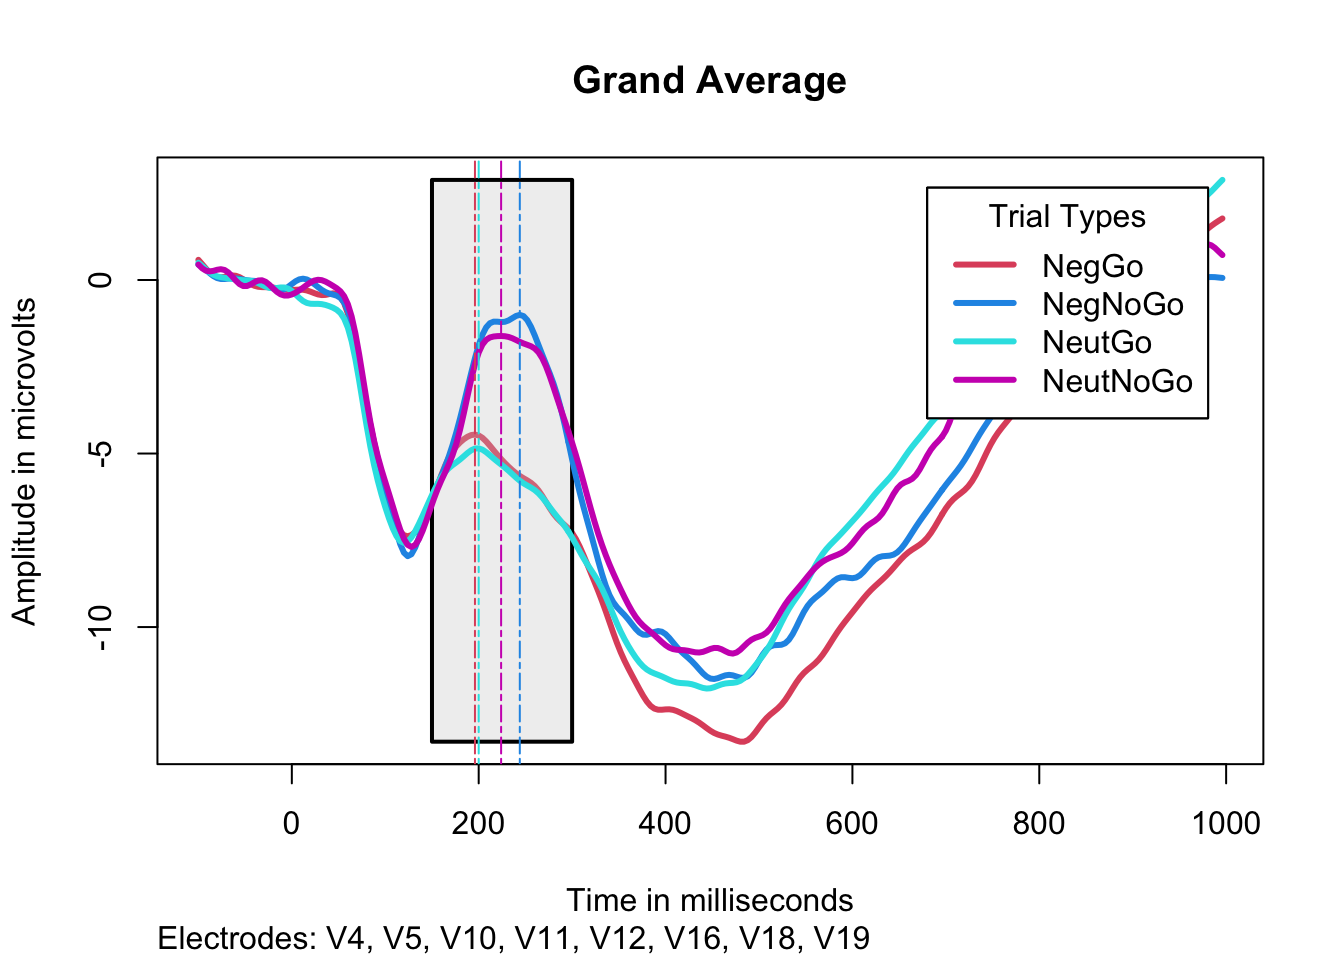 Grand Average
Amplitude in microvolts
0
-5
-10
Trial Types
NegGo
NegNoGo
NeutGo
NeutNoGo
0 200 400 600 800 1000
Time in milliseconds
Electrodes: V4, V5, V10, V11, V12, V16, V18, V19